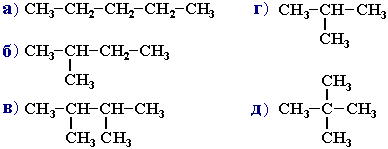 а) CH₃–CH₂–CH₂–CH₂–CH₃
г) CH₃–CH–CH₃
CH₃
б) CH₃–CH–CH₂–CH₃
CH₃
в) CH₃–CH–CH–CH₃
CH₃ CH₃
д) CH₃
CH₃–C–CH₃
CH₃